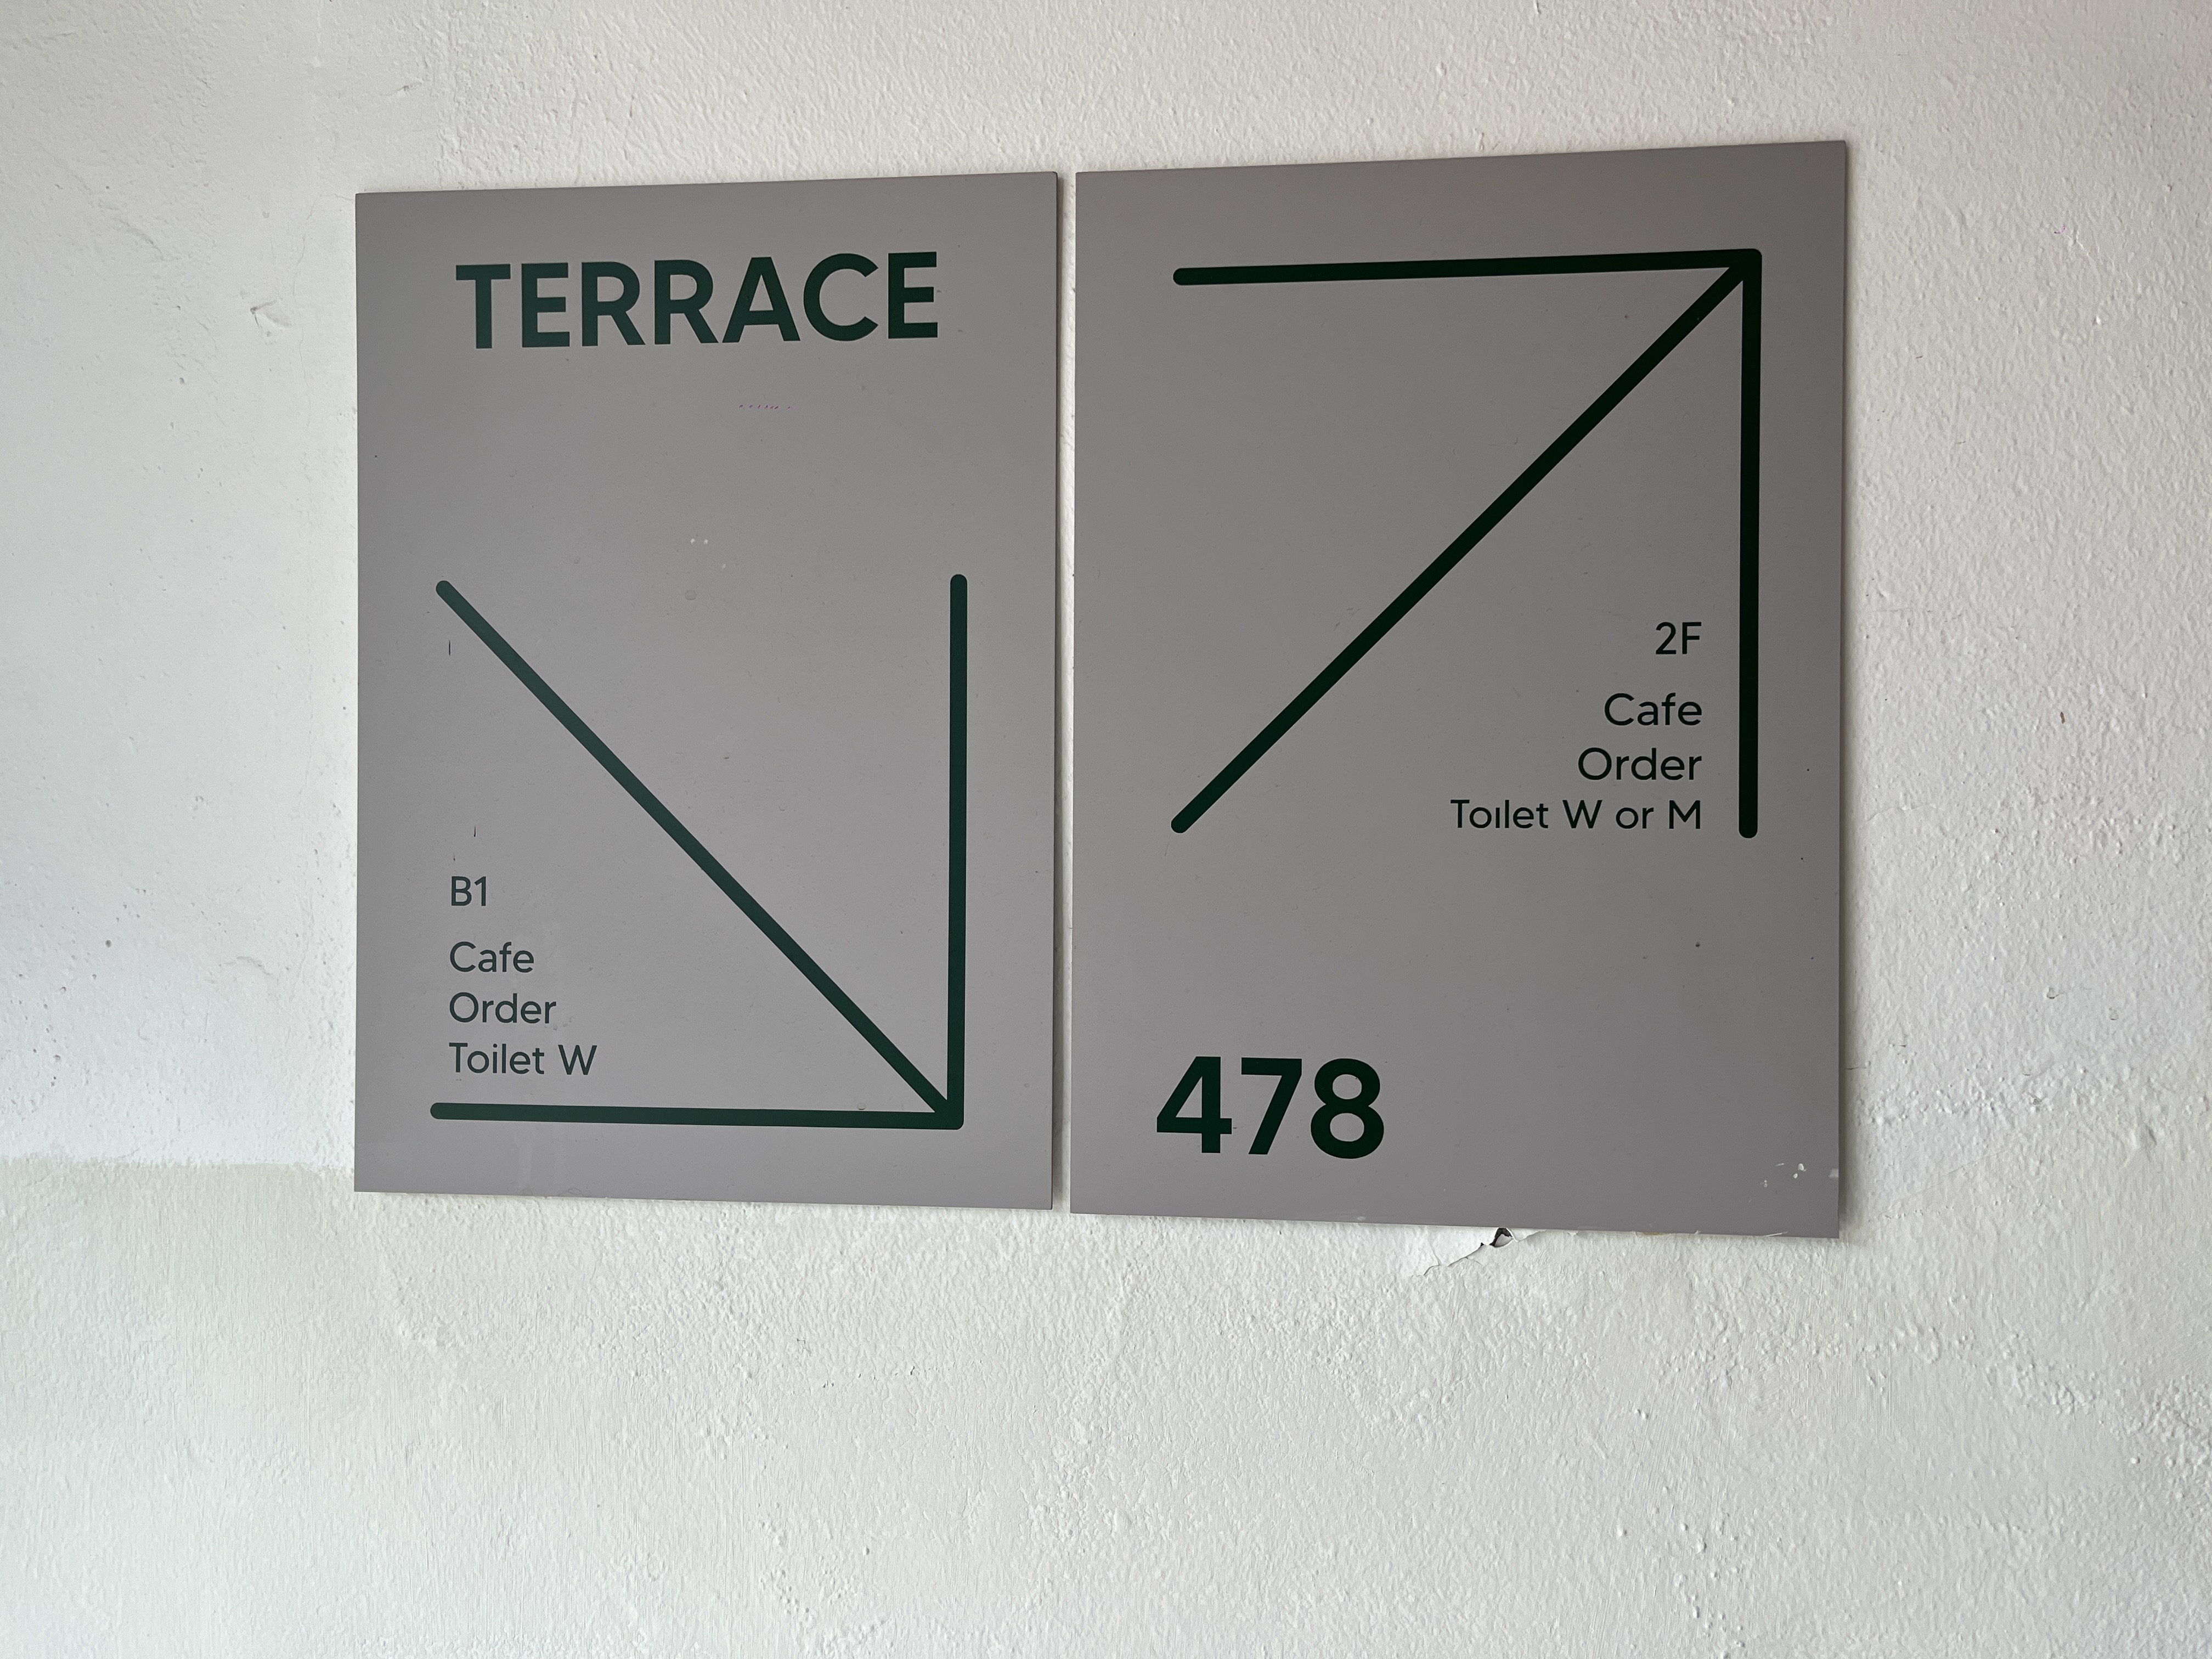 TERRACE
B1
Cafe
Order
Toilet W
2F
Cafe
Order
Toilet W or M
478